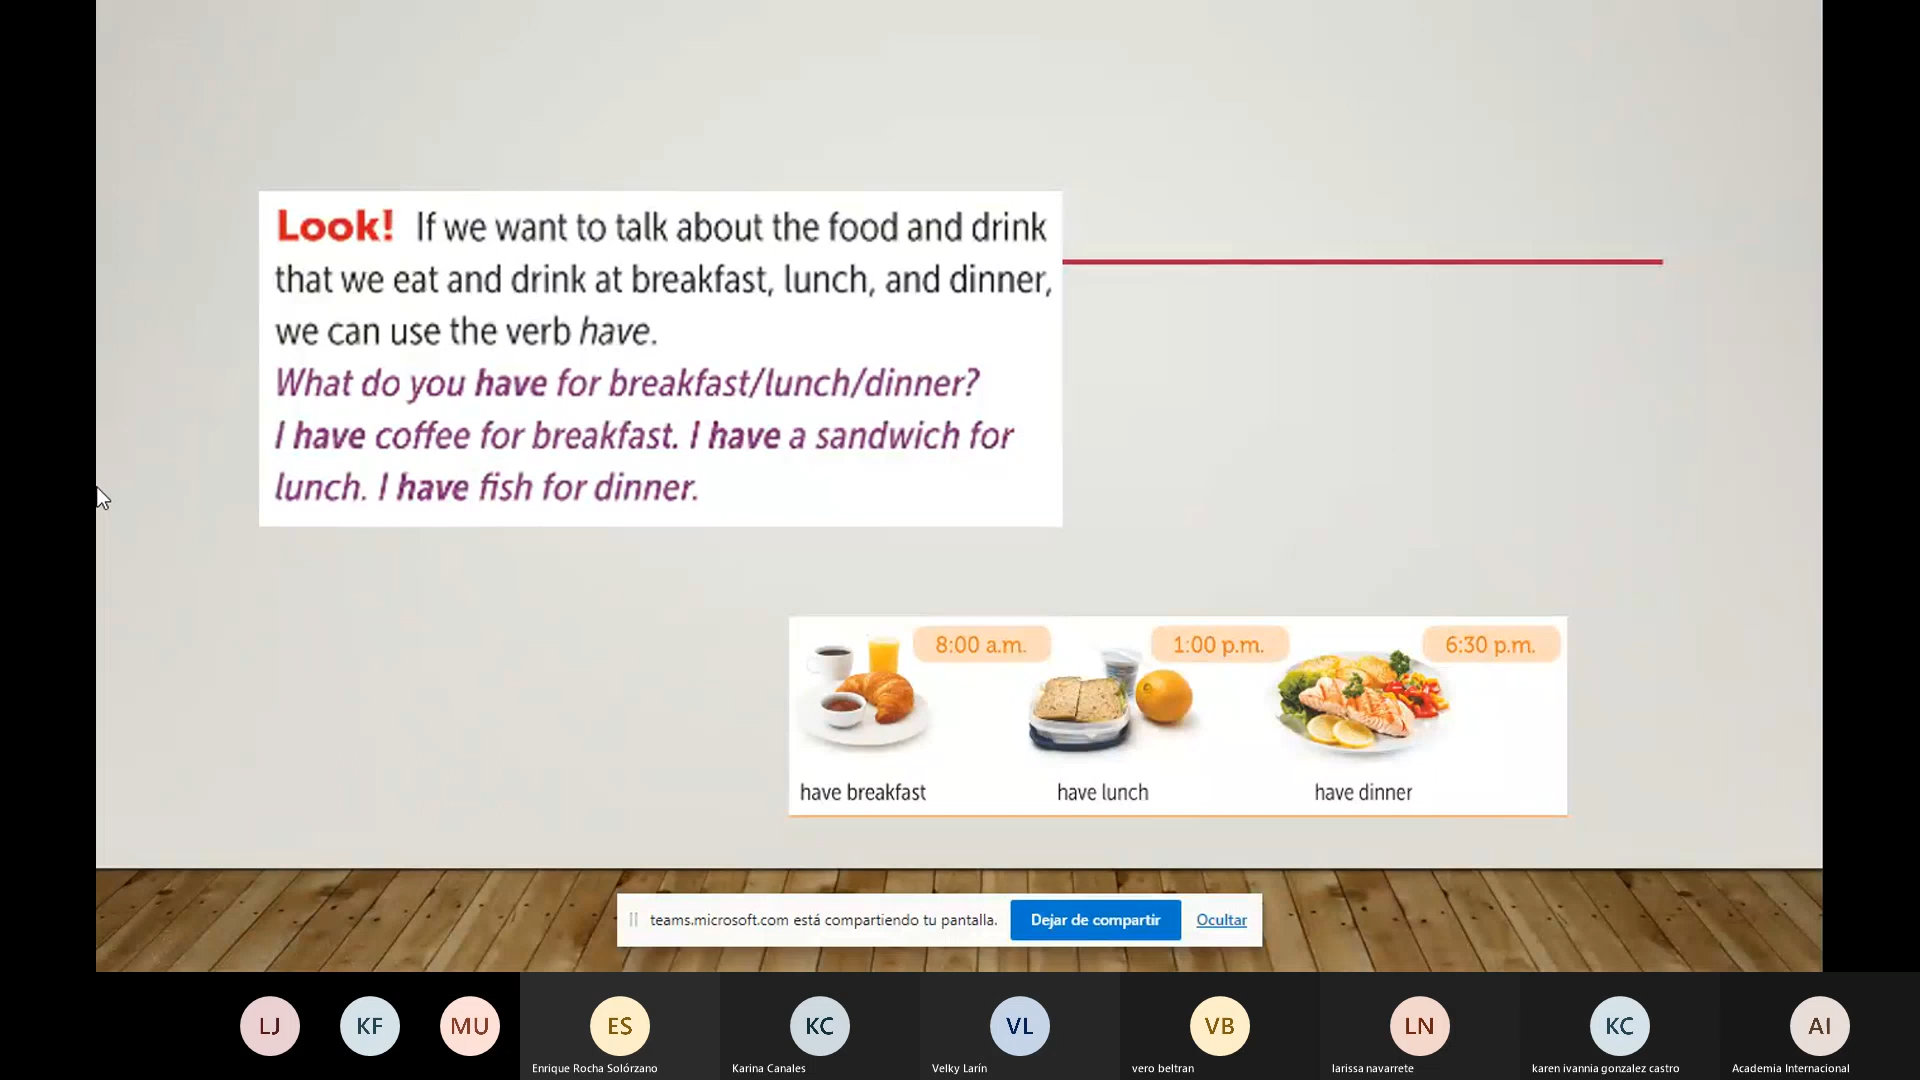 Look! If we want to talk about the food and drink
that we eat and drink at breakfast, lunch, and dinner,
we can use the verb have.
What do you have for breakfast/lunch/dinner?
I have coffee for breakfast. I have a sandwich for
lunch. I have fish for dinner.
8:00 a.m. 1:00 p.m. 6:30 p.m.
have breakfast have lunch have dinner
teams.microsoft.com está compartiendo tu pantalla. Dejar de compartir Ocultar
LJ KF MU ES KC VL VB LN KC AI
Enrique Rocha Solórzano Karina Canales Velky Larín vero beltran larissa navarrete karen ivannia gonzalez castro Academia Internacional